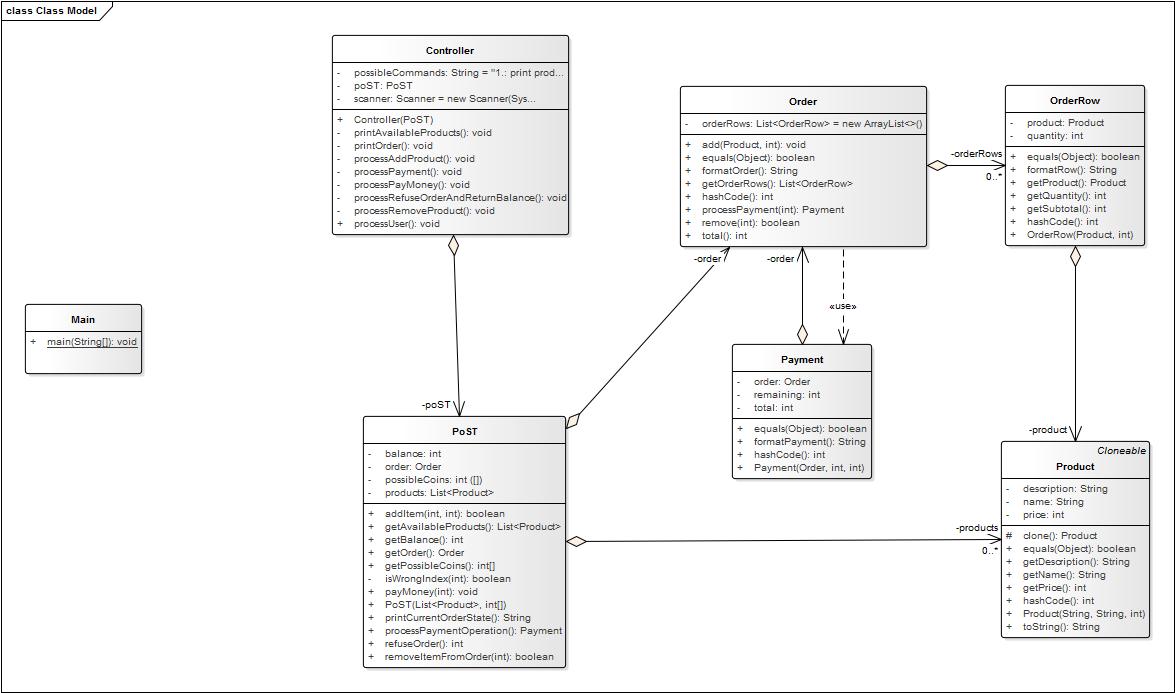 class Class Model
Controller
- possibleCommands: String = "1.: print prod...
- poST: PoST
- scanner: Scanner = new Scanner(Sys...
+ Controller(PoST)
- printAvailableProducts(): void
- printOrder(): void
- processAddProduct(): void
- processPayment(): void
- processPayMoney(): void
- processRefuseOrderAndReturnBalance(): void
- processRemoveProduct(): void
+ processUser(): void
Order
- orderRows: List<OrderRow> = new ArrayList<>()
+ add(Product, int): void
+ equals(Object): boolean
+ formatOrder(): String
+ getOrderRows(): List<OrderRow>
+ hashCode(): int
+ processPayment(int): Payment
+ remove(int): boolean
+ total(): int
-orderRows
0..*
OrderRow
- product: Product
- quantity: int
+ equals(Object): boolean
+ formatRow(): String
+ getProduct(): Product
+ getQuantity(): int
+ getSubtotal(): int
+ hashCode(): int
+ OrderRow(Product, int)
-order
-order
«use»
Main
+ main(String[]): void
Payment
- order: Order
- remaining: int
- total: int
+ equals(Object): boolean
+ formatPayment(): String
+ hashCode(): int
+ Payment(Order, int, int)
-poST
PoST
- balance: int
- order: Order
- possibleCoins: int ([])
- products: List<Product>
+ addItem(int, int): boolean
+ getAvailableProducts(): List<Product>
+ getBalance(): int
+ getOrder(): Order
+ getPossibleCoins(): int[]
- isWrongIndex(int): boolean
+ payMoney(int): void
+ PoST(List<Product>, int[])
+ printCurrentOrderState(): String
+ processPaymentOperation(): Payment
+ refuseOrder(): int
+ removeItemFromOrder(int): boolean
-products
0..*
-product
Cloneable
Product
- description: String
- name: String
- price: int
# clone(): Product
+ equals(Object): boolean
+ getDescription(): String
+ getName(): String
+ getPrice(): int
+ hashCode(): int
+ Product(String, String, int)
+ toString(): String